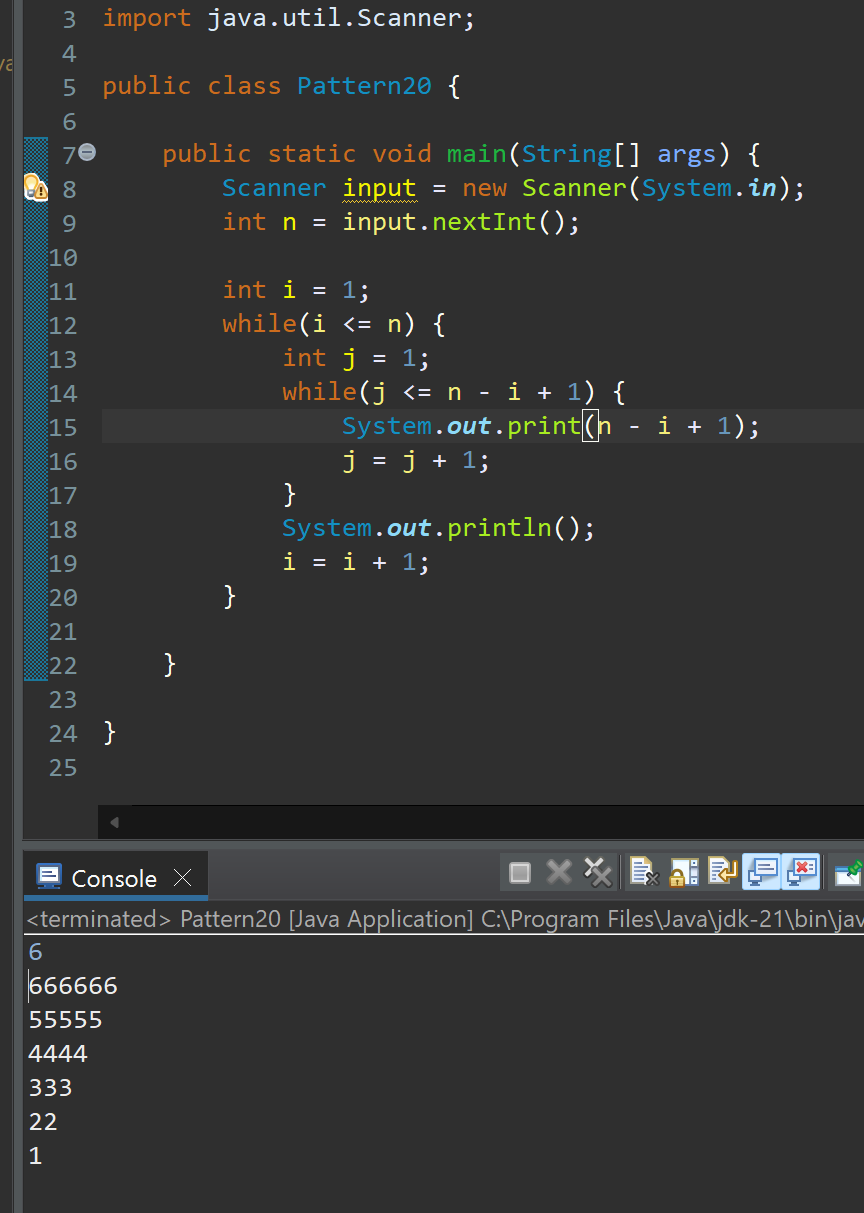 3 import java.util.Scanner;
4
5 public class Pattern20 {
6
7     public static void main(String[] args) {
8         Scanner input = new Scanner(System.in);
9         int n = input.nextInt();
10
11         int i = 1;
12         while(i <= n) {
13             int j = 1;
14             while(j <= n - i + 1) {
15                 System.out.print(n - i + 1);
16                 j = j + 1;
17             }
18             System.out.println();
19             i = i + 1;
20         }
21
22     }
23
24 }
25
Console
<terminated> Pattern20 [Java Application] C:\Program Files\Java\jdk-21\bin\jav
6
666666
55555
4444
333
22
1